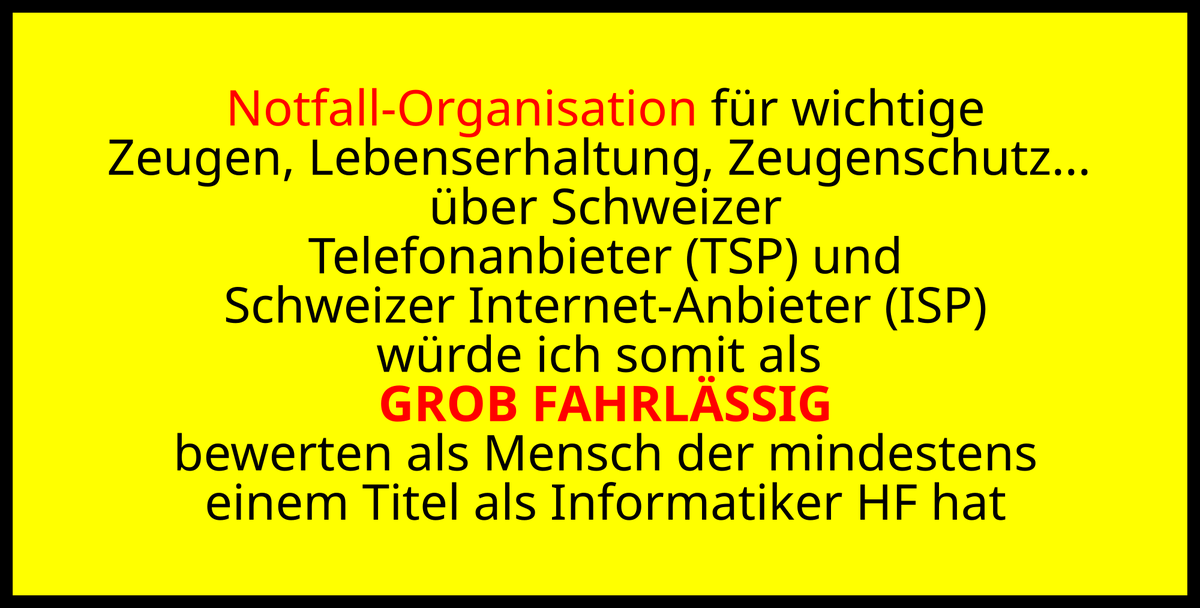 Notfall-Organisation für wichtige
Zeugen, Lebenserhaltung, Zeugenschutz...
über Schweizer
Telefonanbieter (TSP) und
Schweizer Internet-Anbieter (ISP)
würde ich somit als
GROB FAHRLÄSSIG
bewerten als Mensch der mindestens
einem Titel als Informatiker HF hat